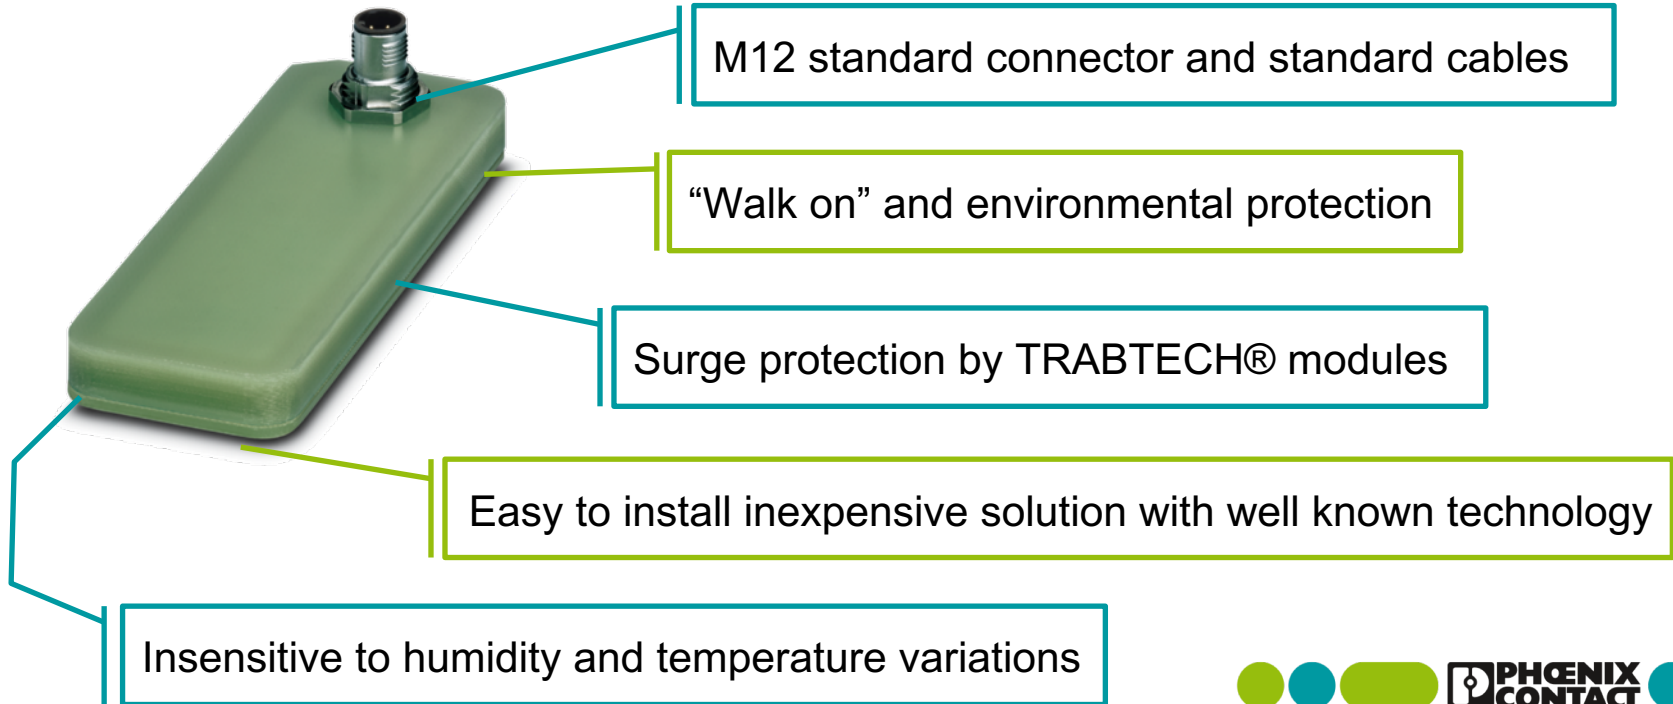 M12 standard connector and standard cables
“Walk on” and environmental protection
Surge protection by TRABTECH® modules
Easy to install inexpensive solution with well known technology
Insensitive to humidity and temperature variations
PHŒNIX
CONTACT